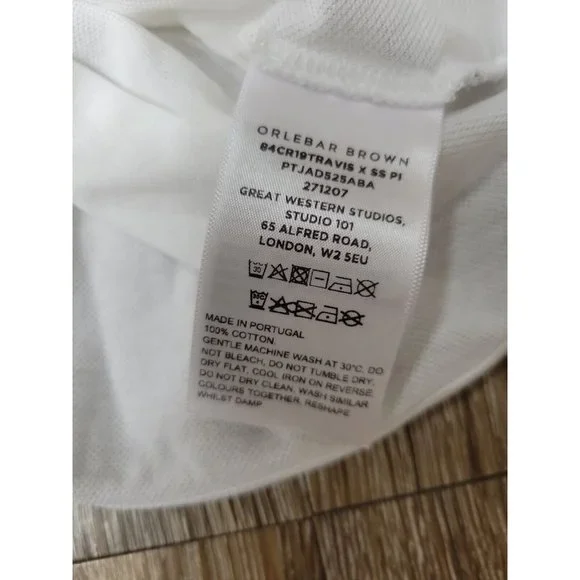 ORLEBAR BROWN
84CR19TRAVIS X SS PI
PTJAD525ABA
271207
GREAT WESTERN STUDIOS,
STUDIO 101
65 ALFRED ROAD,
LONDON, W2 5EU
30
MADE IN PORTUGAL
100% COTTON.
GENTLE MACHINE WASH AT 30°C, DO
NOT BLEACH, DO NOT TUMBLE DRY,
DRY FLAT, COOL IRON ON REVERSE,
DO NOT DRY CLEAN, WASH SIMILAR
COLOURS TOGETHER, RESHAPE
WHILST DAMP